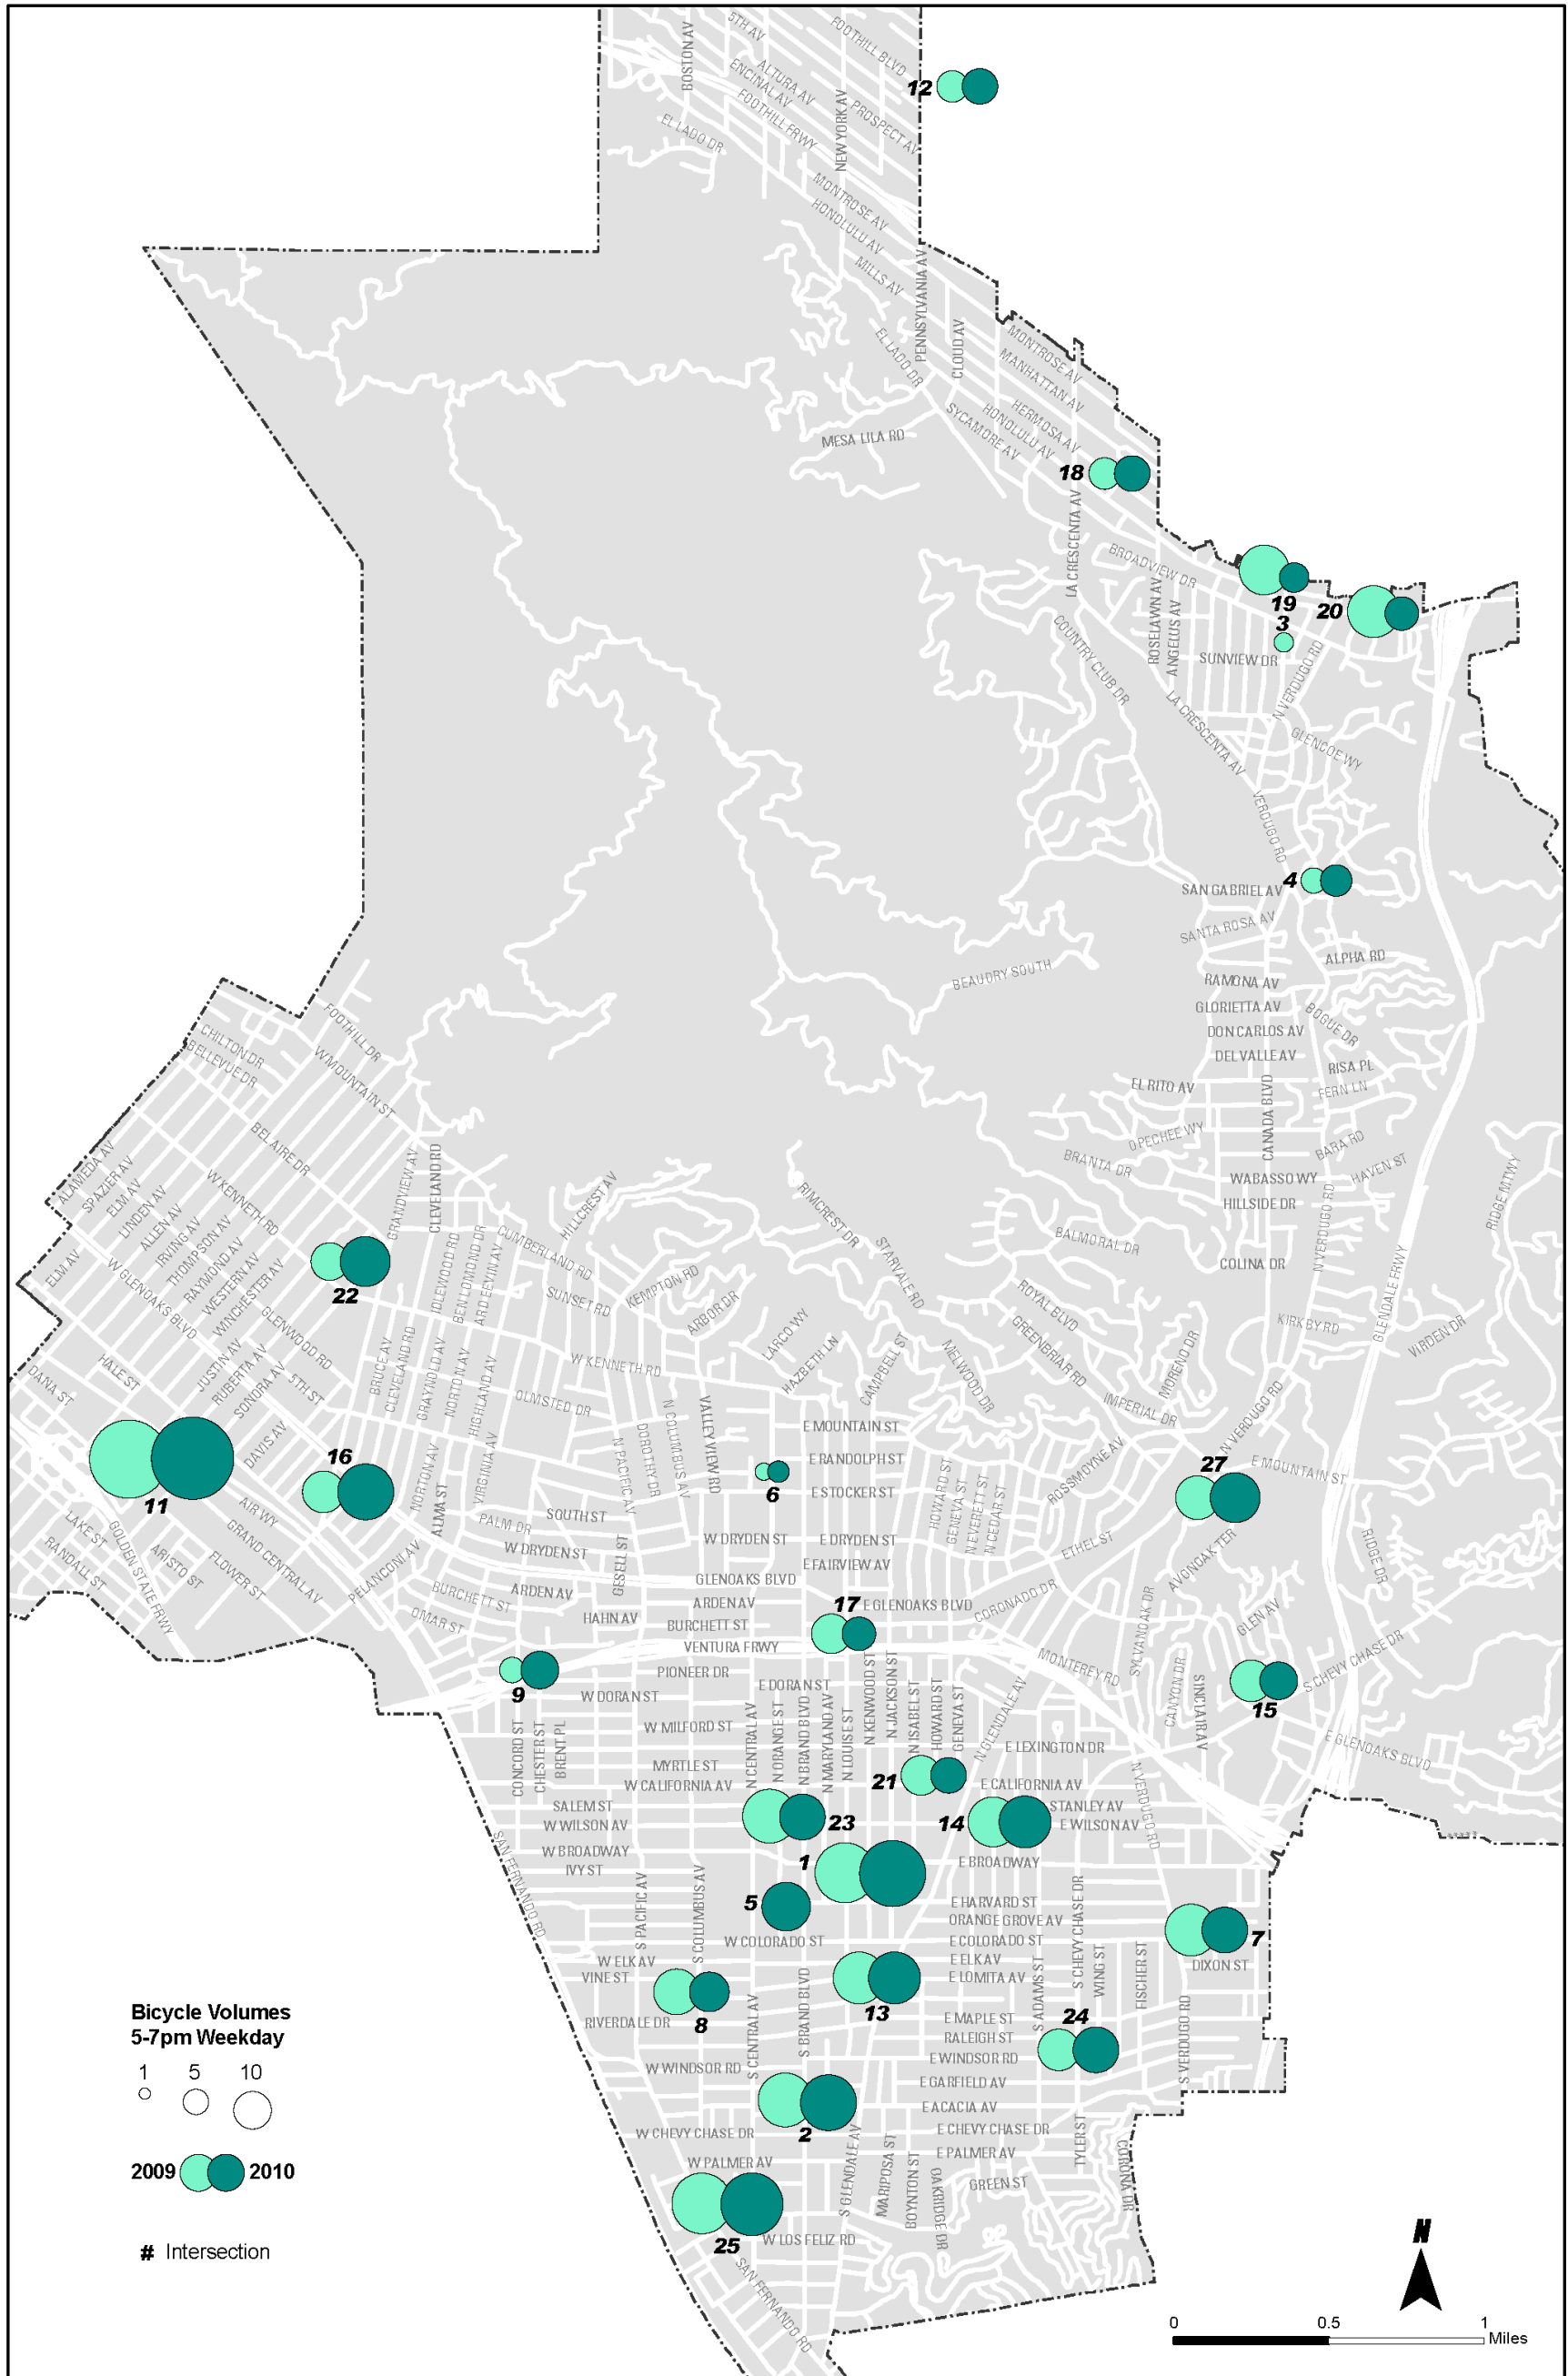 BOSTON AV
5TH AV
FOOTHILL BLVD
ALTURA AV
ENCINAL AV
FOOTHILL FRWY
NEW YORK AV
PROSPECT AV
12
EL LADO DR
MONTROSE AV
HONOLULU AV
MILLS AV
PENNSYLVANIA AV
EL LADO DR
CLOUD AV
MONTROSE AV
MANHATTAN AV
HERMOSA AV
HONOLULU AV
SYCAMORE AV
MESA LILA RD
18
LA CRESCENTA AV
BROADVIEW DR
19
20
3
ROSELAWN AV
ANGELUS AV
SUNVIEW DR
N VERDUGO RD
COUNTRY CLUB DR
LA CRESCENTA AV
GLENCOE WY
VERDUGO RD
4
SAN GABRIEL AV
SANTA ROSA AV
ALPHA RD
BEAUDRY SOUTH
RAMONA AV
GLORIETTA AV
BOGUE DR
DON CARLOS AV
DEL VALLE AV
RISA PL
EL RITO AV
FERN LN
CANADA BLVD
OPECHEE WY
BARA RD
BRANTA DR
HAVEN ST
WABASSO WY
HILLSIDE DR
RIDGE MTWY
N VERDUGO RD
BALMORAL DR
COLINA DR
GLENDALE FRWY
KIRKBY RD
VIRDEN DR
CHILTON DR
BELLEVUE DR
FOOTHILL DR
W MOUNTAIN ST
BELAIRE DR
ALAMEDA AV
SPAZIER AV
ELM AV
LINDEN AV
ALLEN AV
IRVING AV
THOMPSON AV
RAYMOND AV
WESTERN AV
WINCHESTER AV
W KENNETH RD
GRANDVIEW AV
CLEVELAND RD
HILLCREST AV
RIMCREST DR
STARVALE RD
22
ELM AV
W GLENOAKS BLVD
GLENWOOD RD
IDLEWOOD RD
BEN LOMOND DR
ARD EEVIN AV
CUMBERLAND RD
SUNSET RD
KEMPTON RD
ARBOR DR
ROYAL BLVD
GREENBRIAR RD
MORENO DR
LARCO WY
HAZBETH LN
CAMPBELL ST
MELWOOD DR
IMPERIAL DR
N VERDUGO RD
DANA ST
HALE ST
JUSTIN AV
RUBERTA AV
SONORA AV
5TH ST
BRUCE AV
CLEVELAND RD
GRAYNOLD AV
NORTON AV
HIGHLAND AV
W KENNETH RD
OLMSTED DR
DAVIS AV
N PACIFIC AV
DOROTHY DR
N COLUMBUS AV
VALLEY VIEW RD
E MOUNTAIN ST
E RANDOLPH ST
E STOCKER ST
11
16
6
27
E MOUNTAIN ST
ROSSMOYNE AV
NORTON AV
ALMA ST
VIRGINIA AV
PALM DR
SOUTH ST
W DRYDEN ST
W DRYDEN ST
E DRYDEN ST
E FAIRVIEW AV
HOWARD ST
GENEVA ST
N EVERETT ST
N CEDAR ST
ETHEL ST
AVONOAK TER
RIDGE DR
LAKE ST
RANDALL ST
GOLDEN STATE FRWY
ARISTO ST
FLOWER ST
AIR WY
GRAND CENTRAL AV
PELANCONI AV
BURCHETT ST
OMAR ST
ARDEN AV
GESELL ST
HAHN AV
GLENOAKS BLVD
ARDEN AV
BURCHETT ST
VENTURA FRWY
17
E GLENOAKS BLVD
CORONADO DR
SYLVANOAK DR
GLEN AV
MONTEREY RD
S CHEVY CHASE DR
9
PIONEER DR
W DORAN ST
E DORAN ST
W MILFORD ST
MYRTLE ST
W CALIFORNIA AV
CONCORD ST
CHESTER ST
BRENT PL
N CENTRAL AV
N ORANGE ST
N BRAND BLVD
N MARYLAND AV
N LOUISE ST
N KENWOOD ST
N JACKSON ST
N ISABEL ST
HOWARD ST
GENEVA ST
N GLENDALE AV
CANYON DR
SINCLAIR AV
15
E GLENOAKS BLVD
E LEXINGTON DR
21
E CALIFORNIA AV
N VERDUGO RD
STANLEY AV
E WILSON AV
SALEM ST
W WILSON AV
23
14
W BROADWAY
IVY ST
1
E BROADWAY
SAN FERNANDO RD
S PACIFIC AV
S COLUMBUS AV
5
E HARVARD ST
ORANGE GROVE AV
S CHEVY CHASE DR
W COLORADO ST
E COLORADO ST
7
W ELK AV
VINE ST
E ELK AV
E LOMITA AV
S ADAMS ST
WING ST
FISCHER ST
DIXON ST
RIVERDALE DR
8
S CENTRAL AV
S BRAND BLVD
13
E MAPLE ST
RALEIGH ST
24
S VERDUGO RD
W WINDSOR RD
E WINDSOR RD
E GARFIELD AV
E ACACIA AV
2
W CHEVY CHASE DR
E CHEVY CHASE DR
W PALMER AV
E PALMER AV
S GLENDALE AV
MARIPOSA ST
BOYNTON ST
OAKRIDGE DR
GREEN ST
TYLER ST
CORONA DR
25
W LOS FELIZ RD
SAN FERNANDO RD
Bicycle Volumes
5-7pm Weekday
1 5 10
2009 2010
# Intersection
N
0 0.5 1
Miles